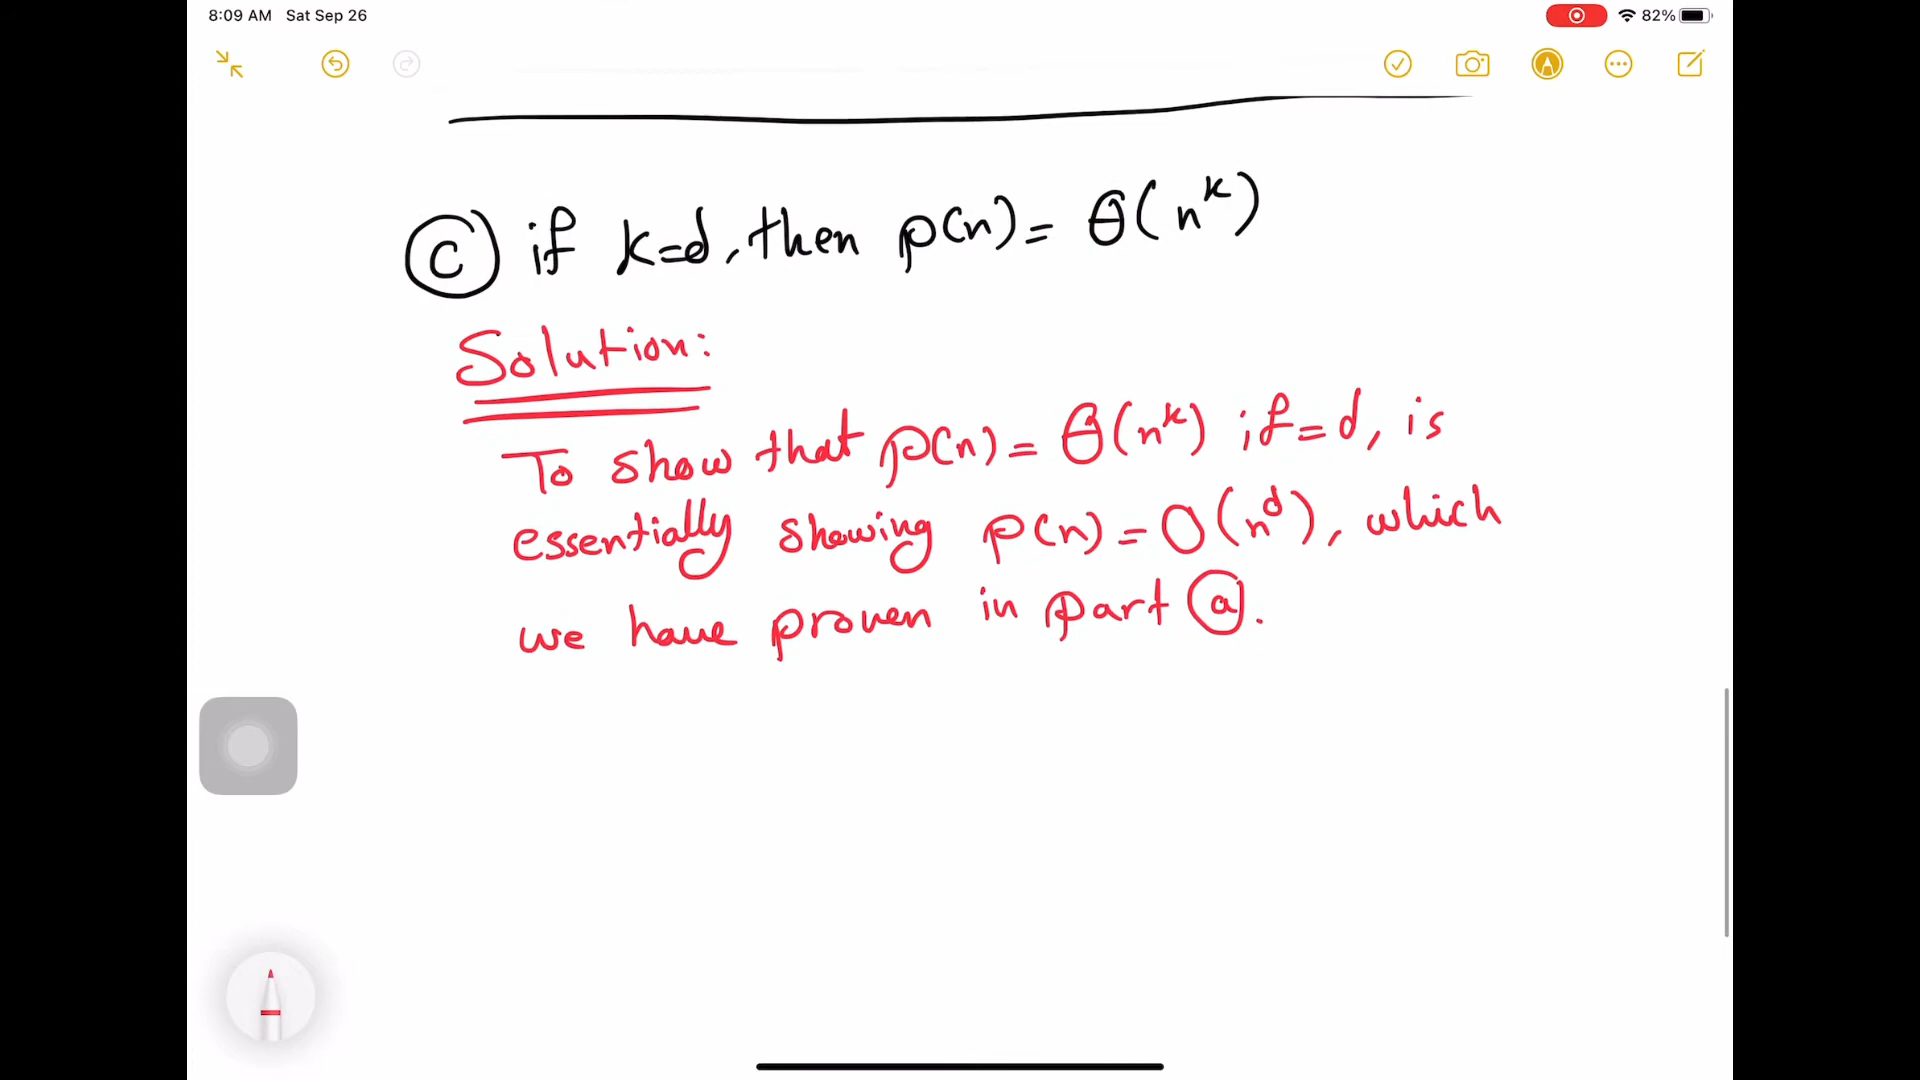 8:09 AM Sat Sep 26
82%
c if k=d, then p(n)= θ(n^k)
Solution:
To show that p(n)= θ(n^k) if=d, is
essentially showing p(n)=O(n^d), which
we have proven in part a.